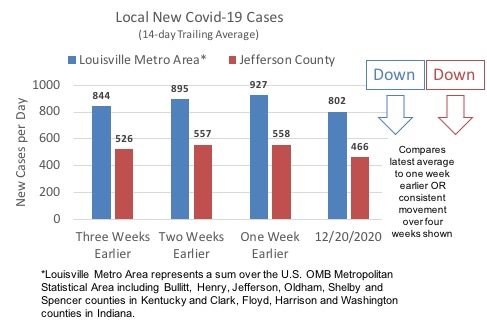 Local New Covid-19 Cases
(14-day Trailing Average)
Louisville Metro Area* Jefferson County
New Cases per Day
1000
800
600
400
200
0
844
526
895
557
927
558
802
466
Three Weeks
Earlier
Two Weeks
Earlier
One Week
Earlier
12/20/2020
Down Down
Compares
latest average
to one week
earlier OR
consistent
movement
over four
weeks shown
*Louisville Metro Area represents a sum over the U.S. OMB Metropolitan
Statistical Area including Bullitt, Henry, Jefferson, Oldham, Shelby and
Spencer counties in Kentucky and Clark, Floyd, Harrison and Washington
counties in Indiana.